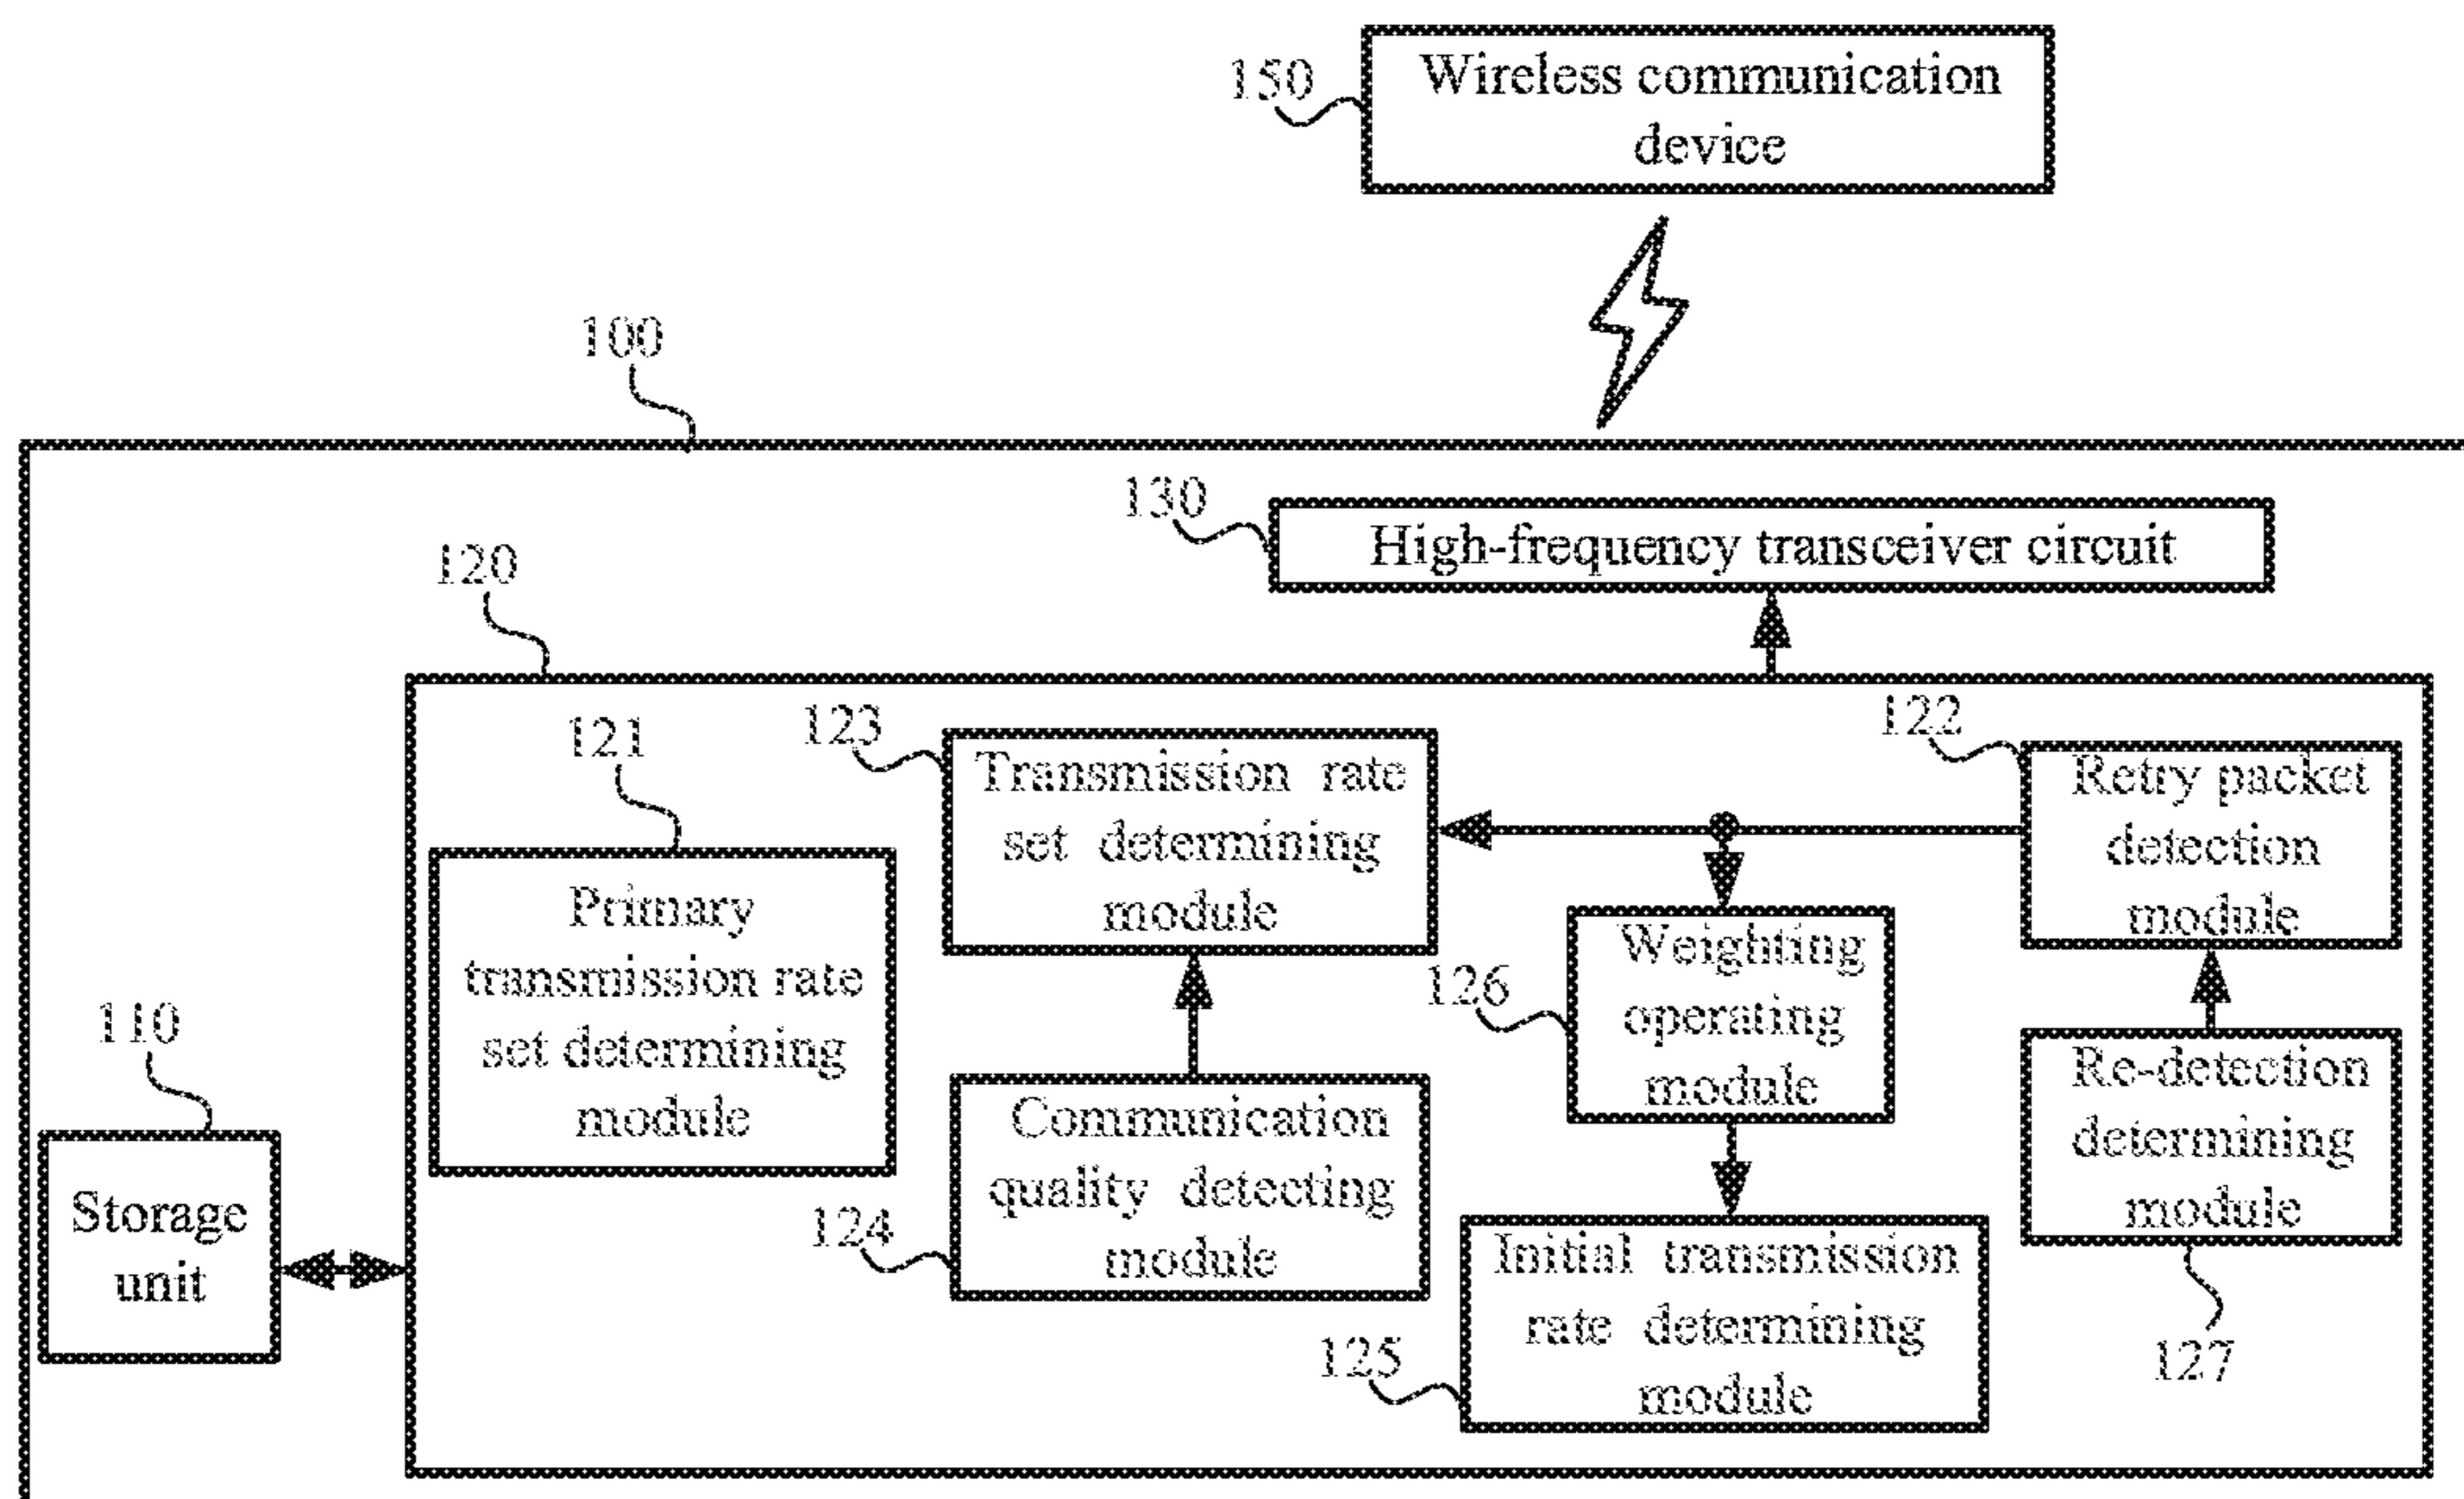 150
Wireless communication
device
100
130
High-frequency transceiver circuit
120
121
Primary
transmission rate
set determining
module
123
Transmission rate
set determining
module
122
Retry packet
detection
module
126
Weighting
operating
module
110
Storage
unit
124
Communication
quality detecting
module
125
Initial transmission
rate determining
module
Re-detection
determining
module
127